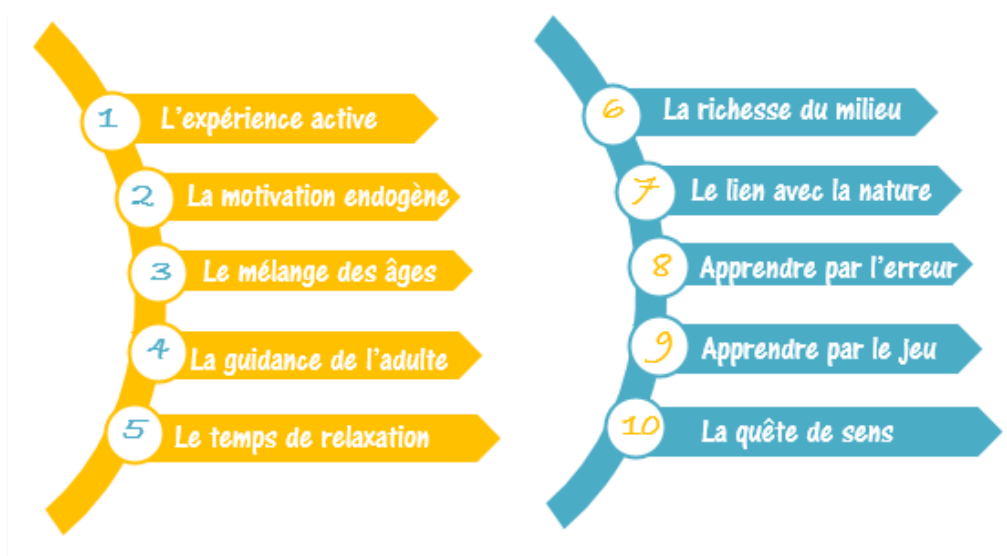 1 L'expérience active
2 La motivation endogène
3 Le mélange des âges
4 La guidance de l'adulte
5 Le temps de relaxation
6 La richesse du milieu
7 Le lien avec la nature
8 Apprendre par l'erreur
9 Apprendre par le jeu
10 La quête de sens